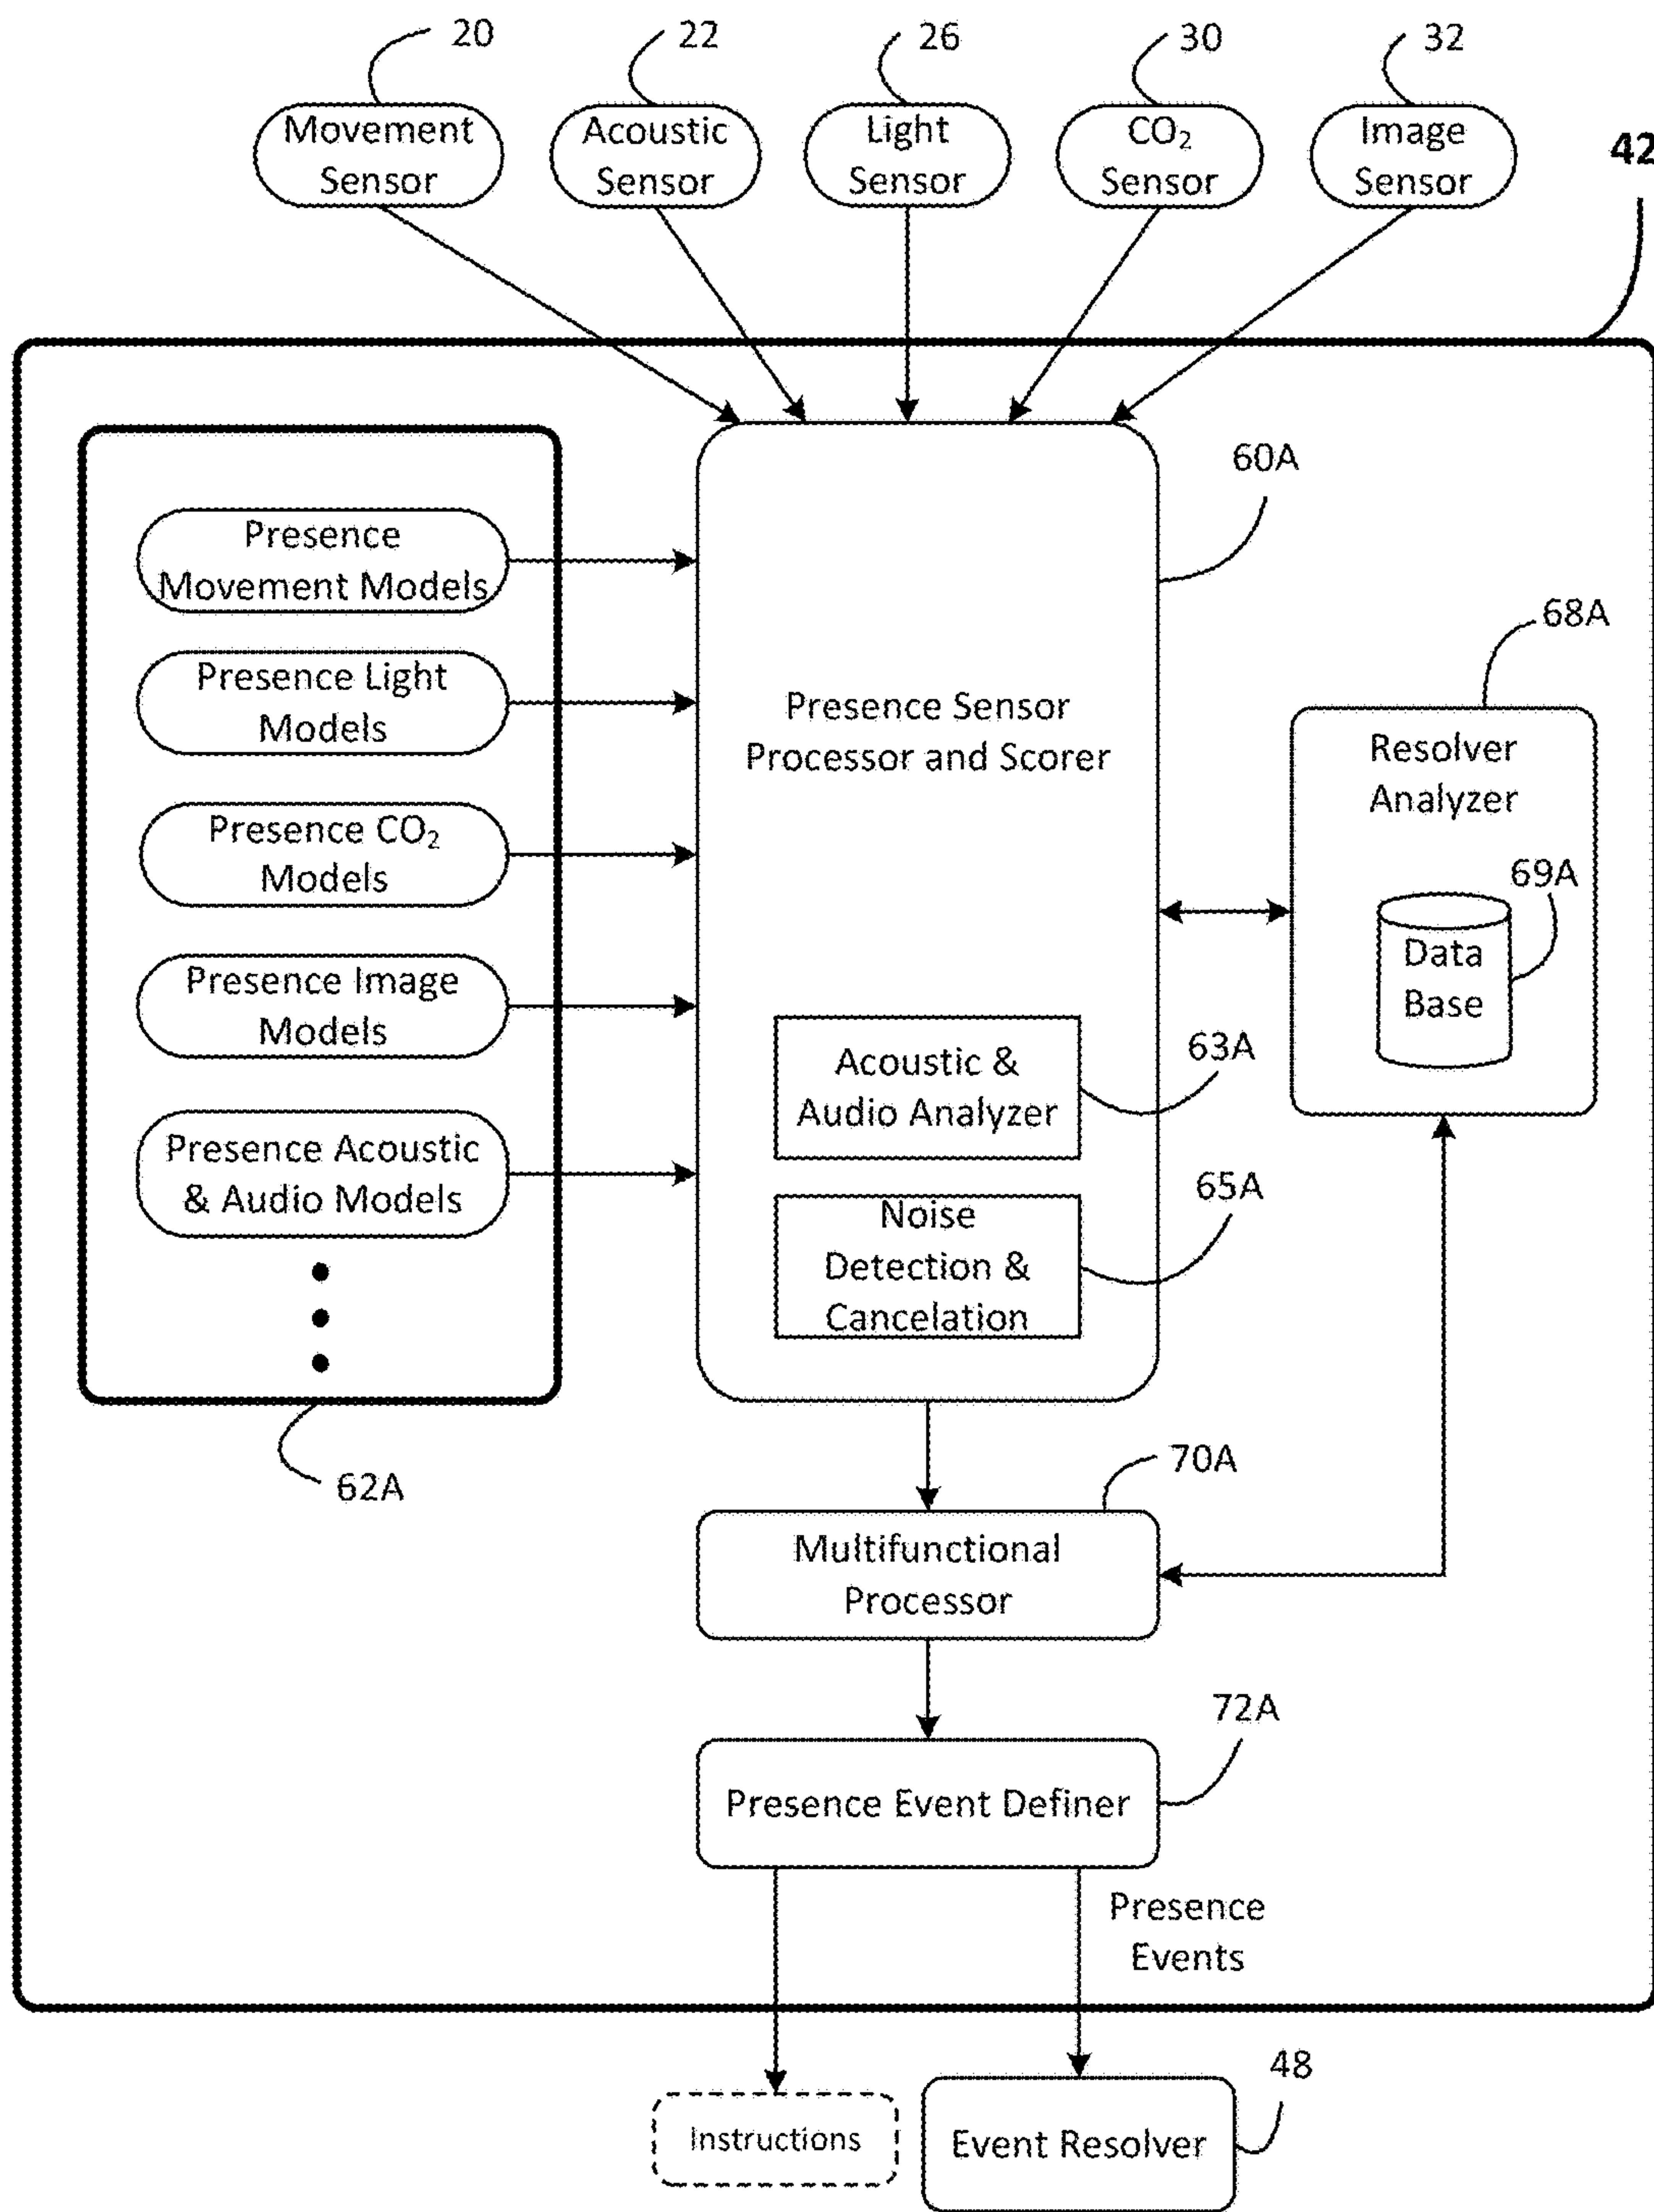 20
22
26
30
32
Movement
Sensor
Acoustic
Sensor
Light
Sensor
CO₂
Sensor
Image
Sensor
42
60A
Presence
Movement Models
Presence Light
Models
Presence CO₂
Models
Presence Image
Models
Presence Acoustic
& Audio Models
62A
Presence Sensor
Processor and Scorer
Acoustic &
Audio Analyzer
63A
Noise
Detection &
Cancelation
65A
68A
Resolver
Analyzer
69A
Data
Base
70A
Multifunctional
Processor
72A
Presence Event Definer
Presence
Events
48
Instructions
Event Resolver